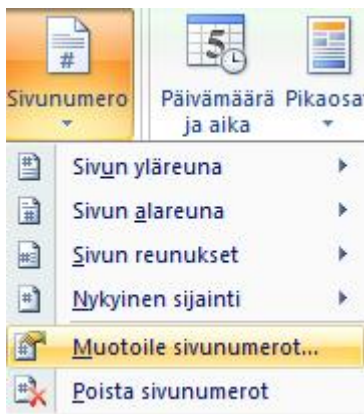 Sivunumero
Päivämäärä
ja aika
Pikaosat
Sivun yläreuna
Sivun alareuna
Sivun reunukset
Nykyinen sijainti
Muotoile sivunumerot...
Poista sivunumerot